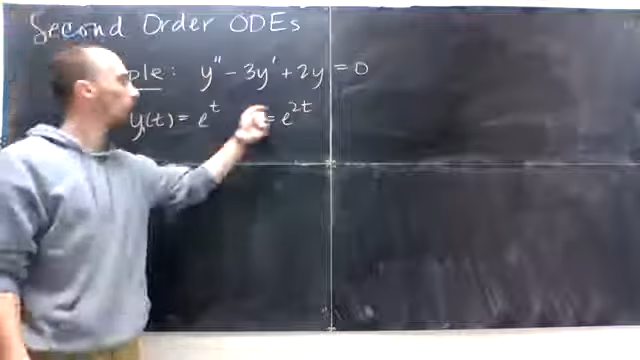 Second Order ODEs
ple: y'' - 3y' + 2y = 0
y(t) = e^t = e^{2t}